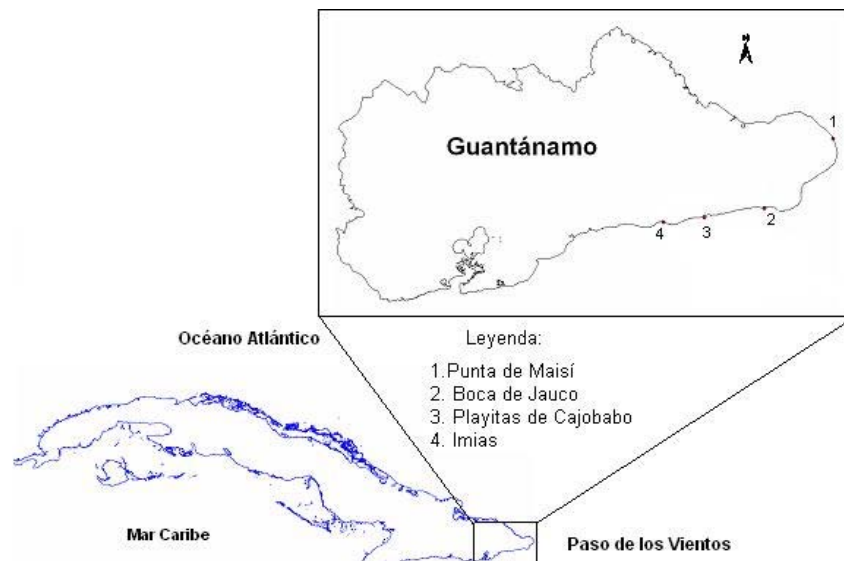 N
1
Guantánamo
2
3
4
Océano Atlántico
Leyenda:
1.Punta de Maisí
2. Boca de Jauco
3. Playitas de Cajobabo
4. Imias
Mar Caribe
Paso de los Vientos